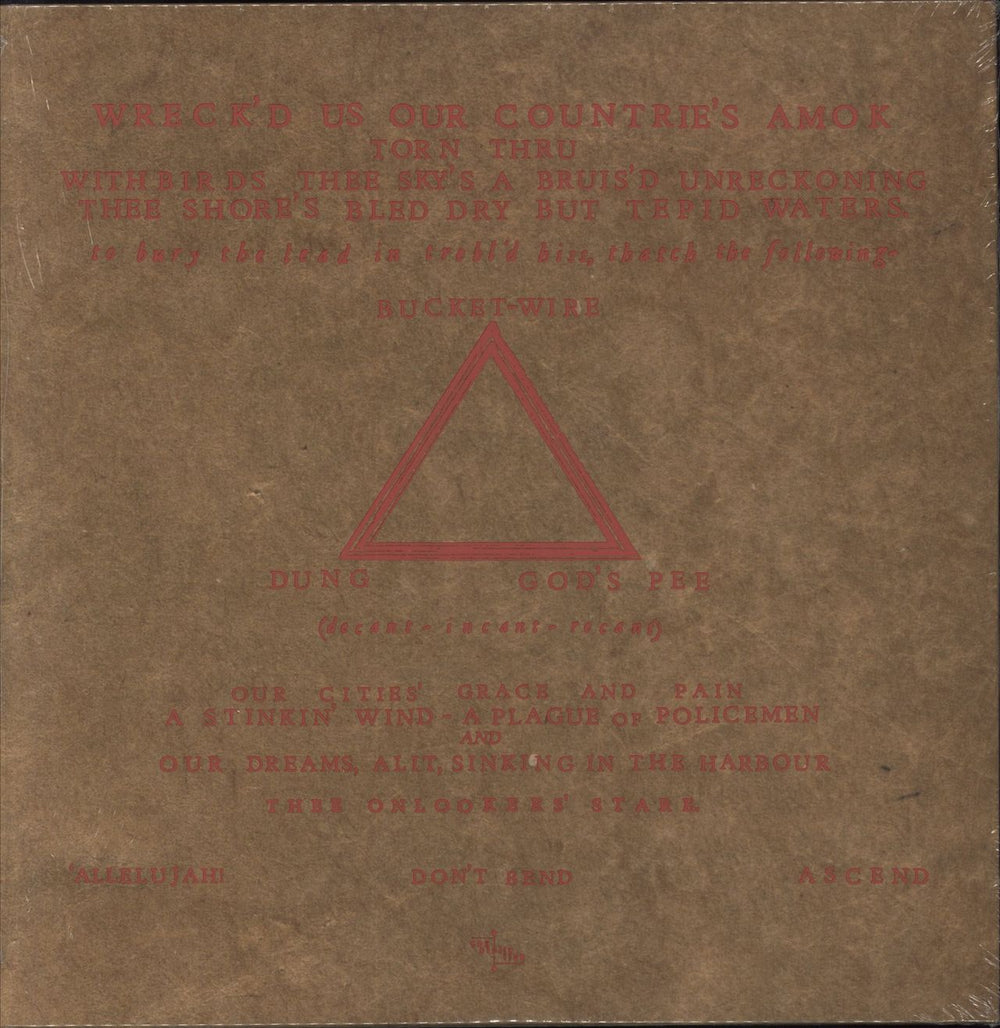 WRECK'D US OUR COUNTRIE'S AMOK
TORN THRU
WITH BIRDS THEE SKY'S A BRUIS'D UNRECKONING
THEE SHORE'S BLED DRY BUT TEPID WATERS.
to bury the lead in trebl'd hiss, thatch the following-
BUCKET-WIRE
DUNG GOD'S PEE
(decant - incant - recant)
OUR CITIES' GRACE AND PAIN
A STINKIN' WIND - A PLAGUE OF POLICEMEN
AND
OUR DREAMS, ALIT, SINKING IN THE HARBOUR
THEE ONLOOKERS' STARE.
'ALLELUJAH! DON'T BEND ASCEND